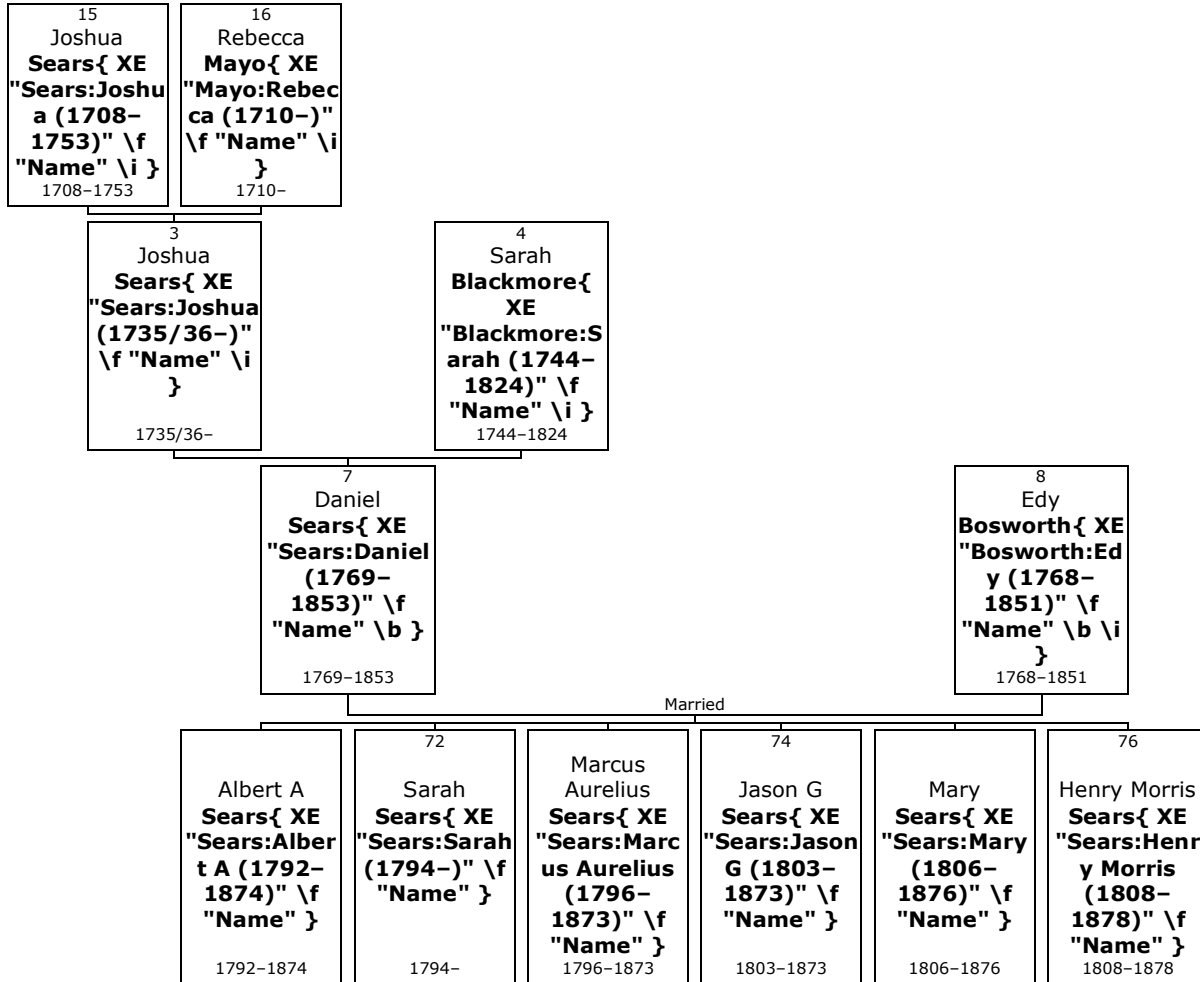 15
Joshua
Sears{ XE
"Sears:Joshu
a (1708–
1753)" \f
"Name" \i }
1708–1753
16
Rebecca
Mayo{ XE
"Mayo:Rebec
ca (1710–)"
\f "Name" \i
}
1710–
3
Joshua
Sears{ XE
"Sears:Joshua
(1735/36–)"
\f "Name" \i
}
1735/36–
4
Sarah
Blackmore{
XE
"Blackmore:S
arah (1744–
1824)" \f
"Name" \i }
1744–1824
7
Daniel
Sears{ XE
"Sears:Daniel
(1769–
1853)" \f
"Name" \b }
1769–1853
8
Edy
Bosworth{ XE
"Bosworth:Ed
y (1768–
1851)" \f
"Name" \b \i
}
1768–1851
Married
Albert A
Sears{ XE
"Sears:Alber
t A (1792–
1874)" \f
"Name" }
1792–1874
72
Sarah
Sears{ XE
"Sears:Sarah
(1794–)" \f
"Name" }
1794–
Marcus
Aurelius
Sears{ XE
"Sears:Marc
us Aurelius
(1796–
1873)" \f
"Name" }
1796–1873
74
Jason G
Sears{ XE
"Sears:Jason
G (1803–
1873)" \f
"Name" }
1803–1873
Mary
Sears{ XE
"Sears:Mary
(1806–
1876)" \f
"Name" }
1806–1876
76
Henry Morris
Sears{ XE
"Sears:Henr
y Morris
(1808–
1878)" \f
"Name" }
1808–1878